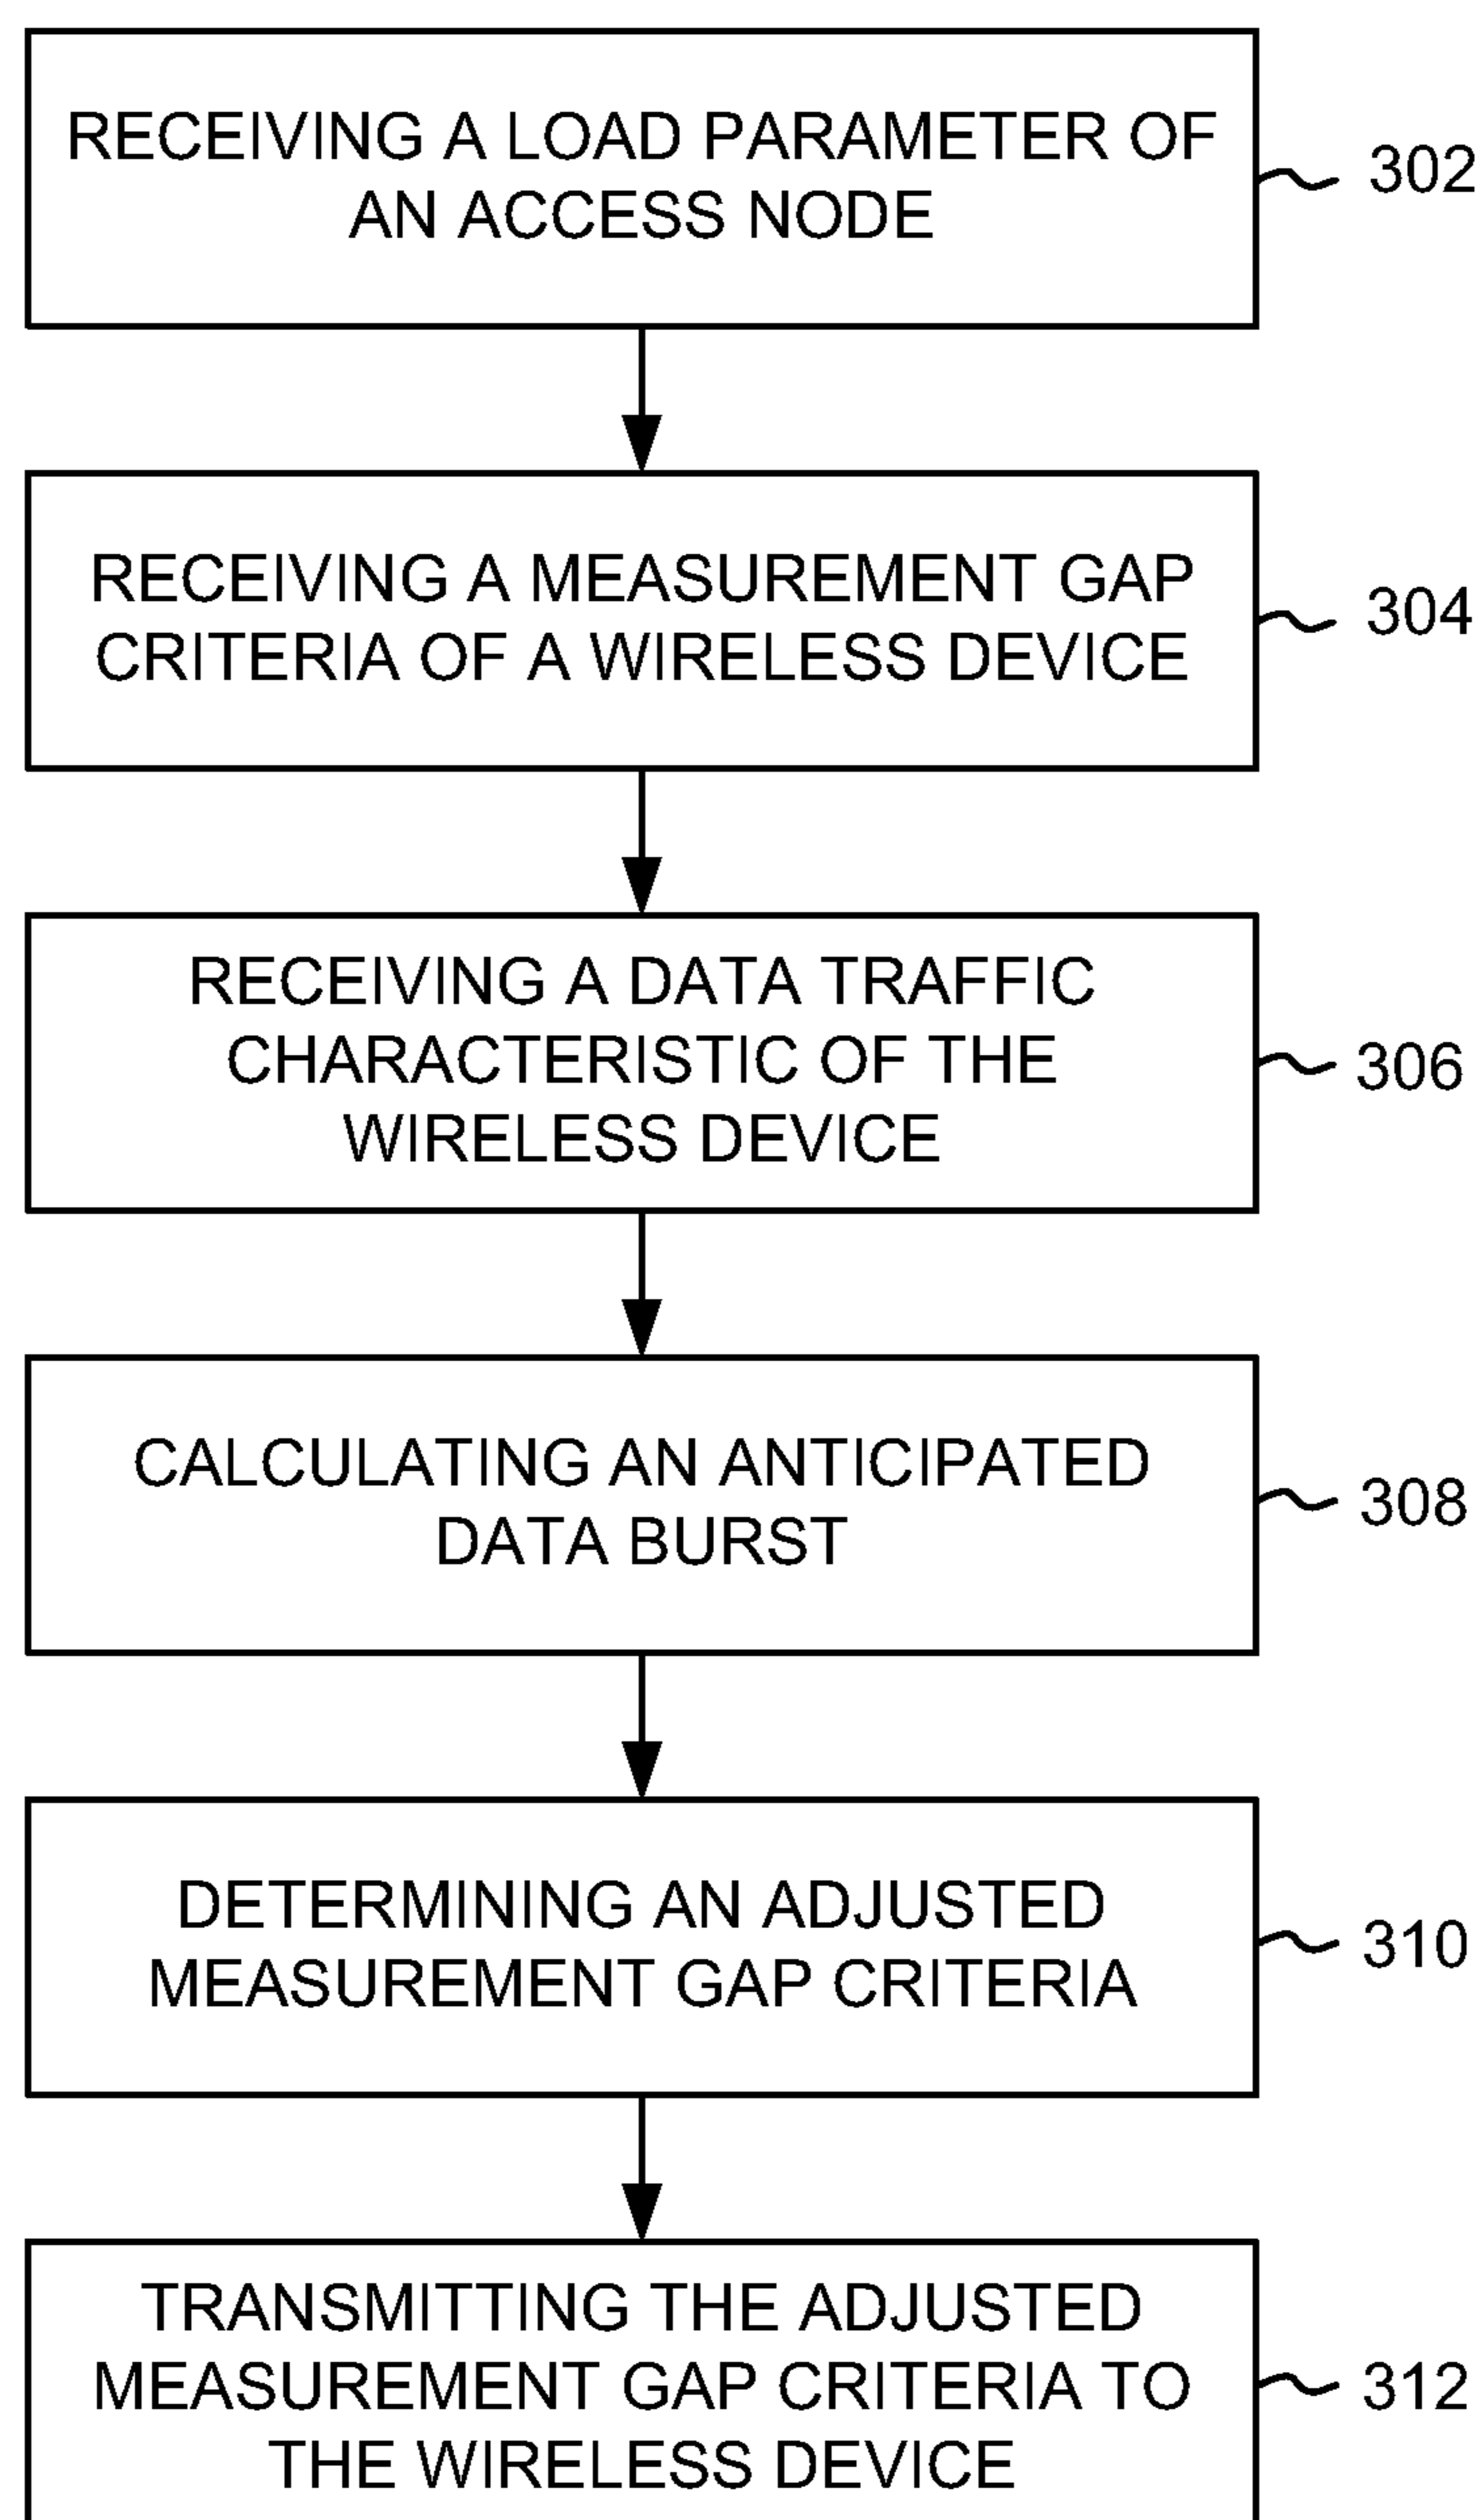 RECEIVING A LOAD PARAMETER OF
AN ACCESS NODE
302
RECEIVING A MEASUREMENT GAP
CRITERIA OF A WIRELESS DEVICE
304
RECEIVING A DATA TRAFFIC
CHARACTERISTIC OF THE
WIRELESS DEVICE
306
CALCULATING AN ANTICIPATED
DATA BURST
308
DETERMINING AN ADJUSTED
MEASUREMENT GAP CRITERIA
310
TRANSMITTING THE ADJUSTED
MEASUREMENT GAP CRITERIA TO
THE WIRELESS DEVICE
312